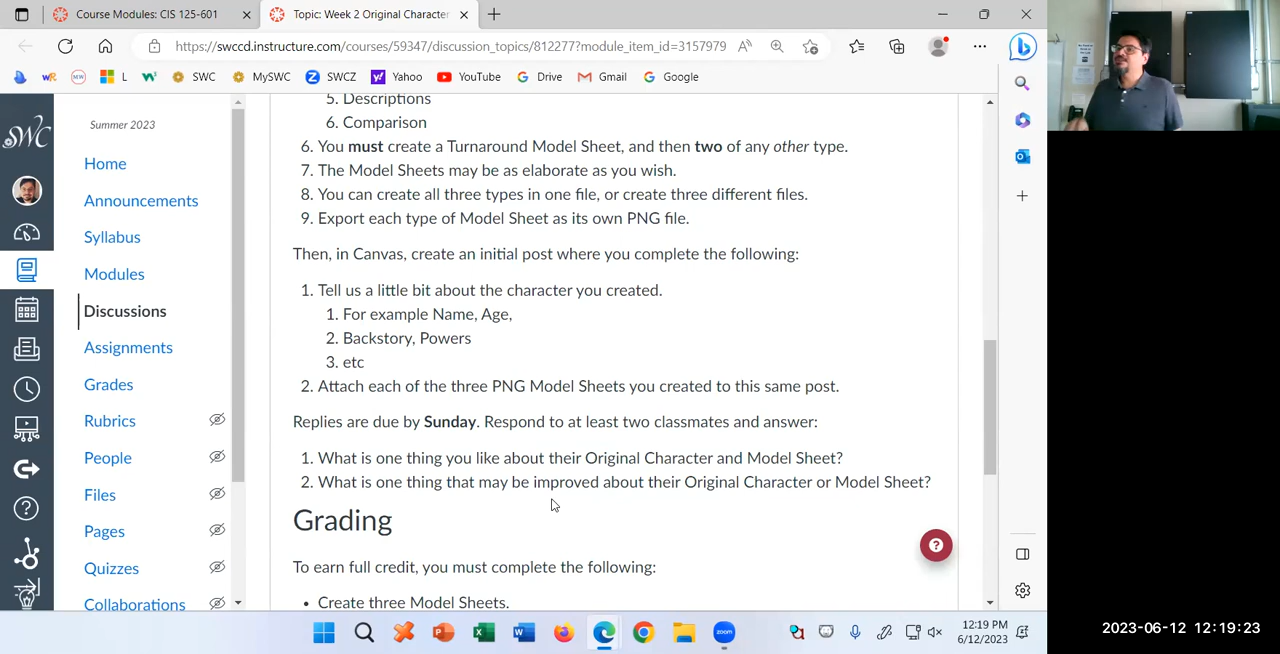 Course Modules: CIS 125-601
Topic: Week 2 Original Character
https://swccd.instructure.com/courses/59347/discussion_topics/812277?module_item_id=3157979
L
SWC
MySWC
SWCZ
Yahoo
YouTube
Drive
Gmail
Google
SWC
Summer 2023
Home
Announcements
Syllabus
Modules
Discussions
Assignments
Grades
Rubrics
People
Files
Pages
Quizzes
Collaborations
5. Descriptions
6. Comparison
6. You must create a Turnaround Model Sheet, and then two of any other type.
7. The Model Sheets may be as elaborate as you wish.
8. You can create all three types in one file, or create three different files.
9. Export each type of Model Sheet as its own PNG file.
Then, in Canvas, create an initial post where you complete the following:
1. Tell us a little bit about the character you created.
1. For example Name, Age,
2. Backstory, Powers
3. etc
2. Attach each of the three PNG Model Sheets you created to this same post.
Replies are due by Sunday. Respond to at least two classmates and answer:
1. What is one thing you like about their Original Character and Model Sheet?
2. What is one thing that may be improved about their Original Character or Model Sheet?
Grading
To earn full credit, you must complete the following:
• Create three Model Sheets.
zoom
12:19 PM
6/12/2023
2023-06-12 12:19:23